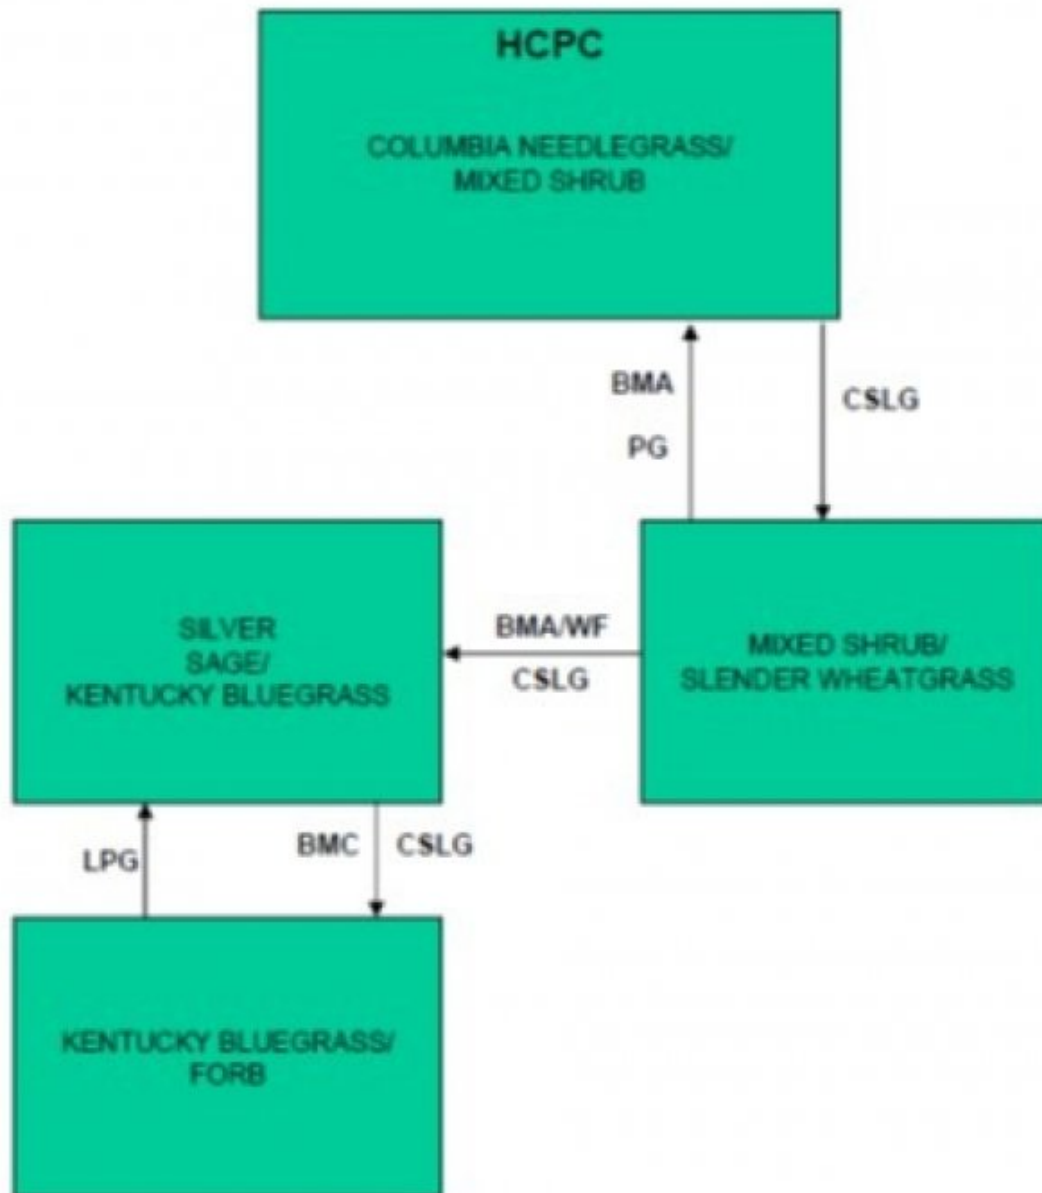 HCPC
COLUMBIA NEEDLEGRASS/
MIXED SHRUB
BMA
CSLG
PG
SILVER
SAGE/
KENTUCKY BLUEGRASS
BMA/WF
CSLG
MIXED SHRUB/
SLENDER WHEATGRASS
LPG
BMC
CSLG
KENTUCKY BLUEGRASS/
FORB